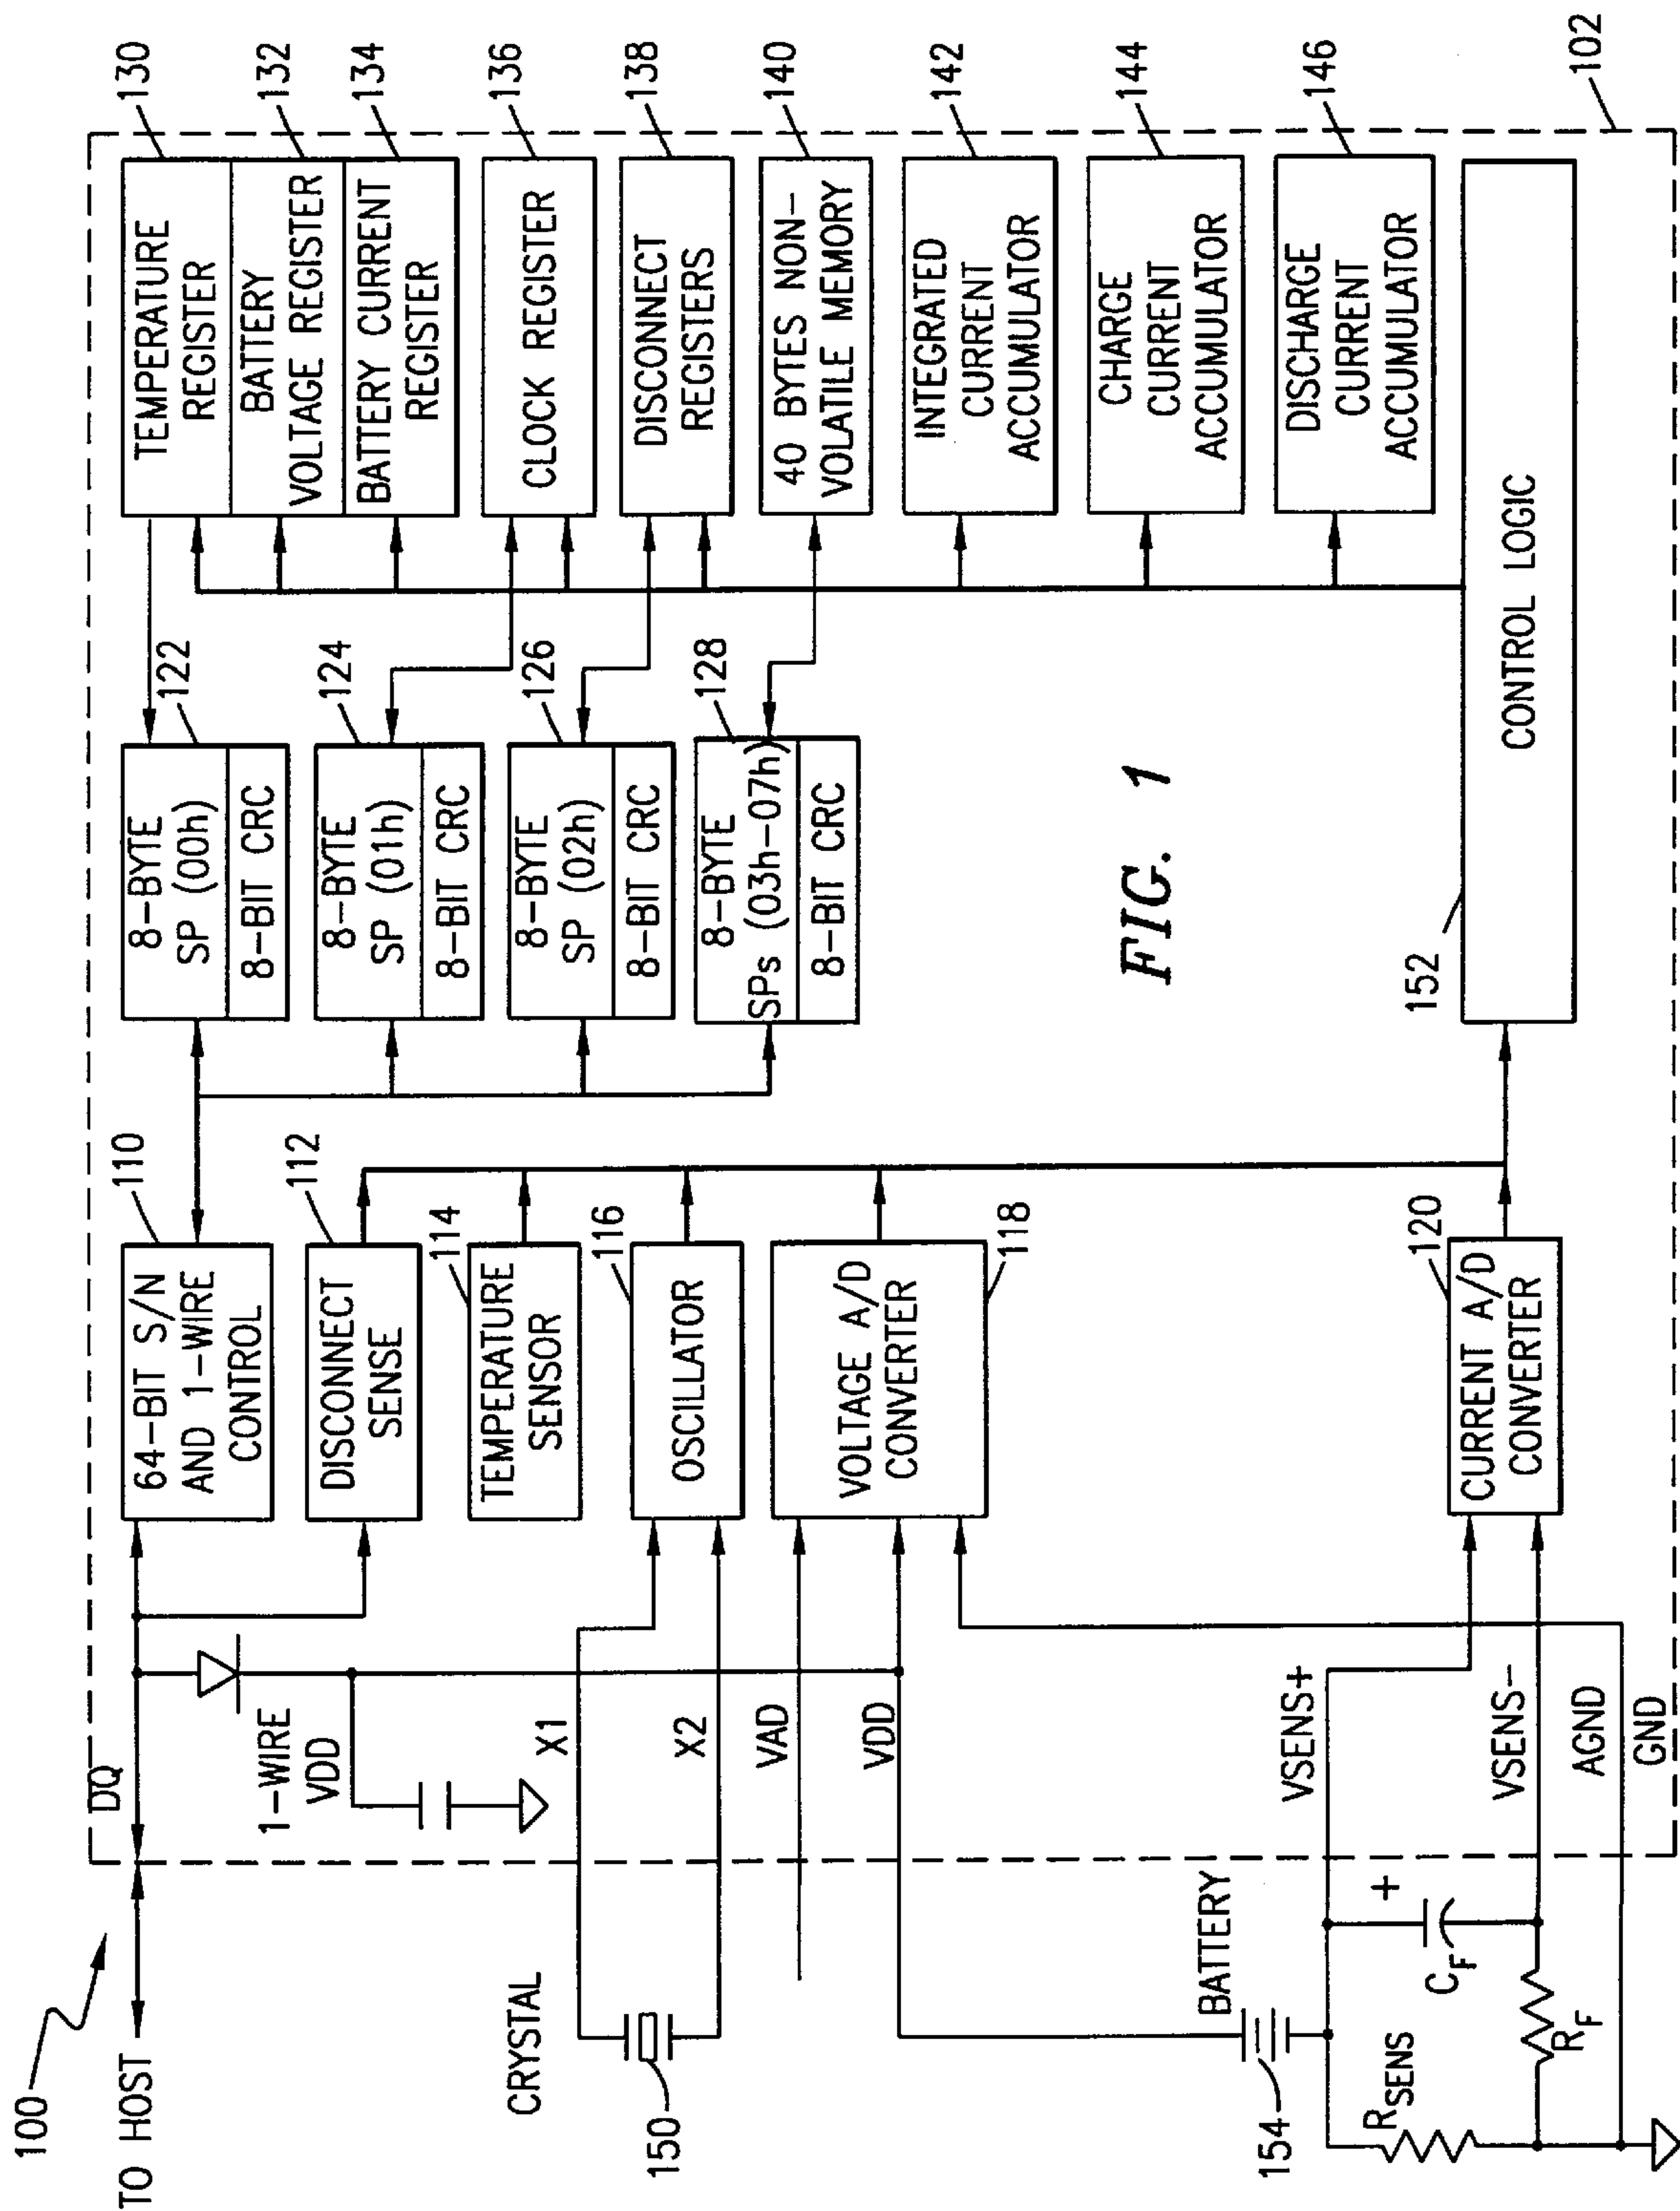 100
TO HOST
DQ
1-WIRE
VDD
CRYSTAL
150
X1
X2
VAD
VDD
BATTERY
154
VSENS+
VSENS-
AGND
GND
+
C_F
R_SENS
R_F
110
64-BIT S/N
AND 1-WIRE
CONTROL
112
DISCONNECT
SENSE
114
TEMPERATURE
SENSOR
116
OSCILLATOR
118
VOLTAGE A/D
CONVERTER
120
CURRENT A/D
CONVERTER
122
8-BYTE
SP (00h)
8-BIT CRC
124
8-BYTE
SP (01h)
8-BIT CRC
126
8-BYTE
SP (02h)
8-BIT CRC
128
8-BYTE
SPs (03h-07h)
8-BIT CRC
FIG. 1
130
TEMPERATURE
REGISTER
132
BATTERY
VOLTAGE REGISTER
134
BATTERY CURRENT
REGISTER
136
CLOCK REGISTER
138
DISCONNECT
REGISTERS
140
40 BYTES NON-
VOLATILE MEMORY
142
INTEGRATED
CURRENT
ACCUMULATOR
144
CHARGE
CURRENT
ACCUMULATOR
146
DISCHARGE
CURRENT
ACCUMULATOR
152
CONTROL LOGIC
102